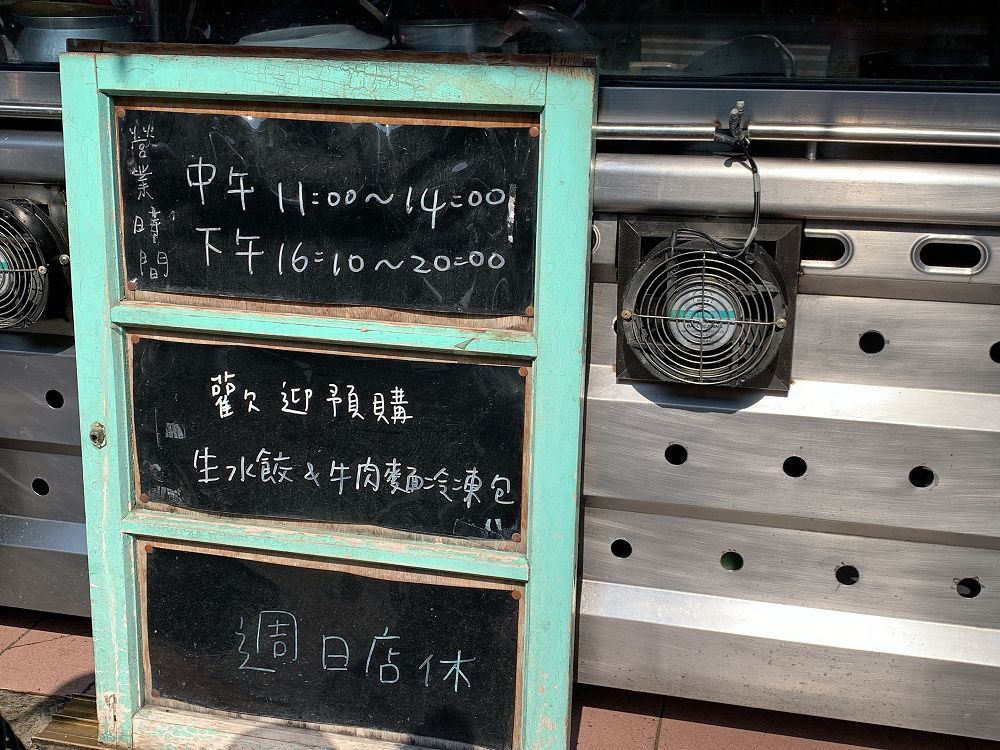 營業時間
中午 11:00~14:00
下午 16:10~20:00
歡迎預購
生水餃&牛肉麵冷凍包
週日店休